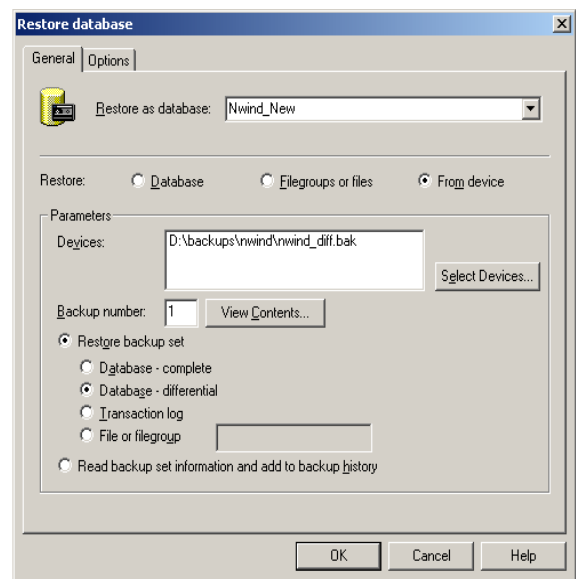 Restore database
General Options
Restore as database: Nwind_New
Restore: Database Filegroups or files From device
Parameters
Devices: D:\backups\nwind\nwind_diff.bak
Select Devices...
Backup number: 1 View Contents...
Restore backup set
Database - complete
Database - differential
Transaction log
File or filegroup
Read backup set information and add to backup history
OK Cancel Help